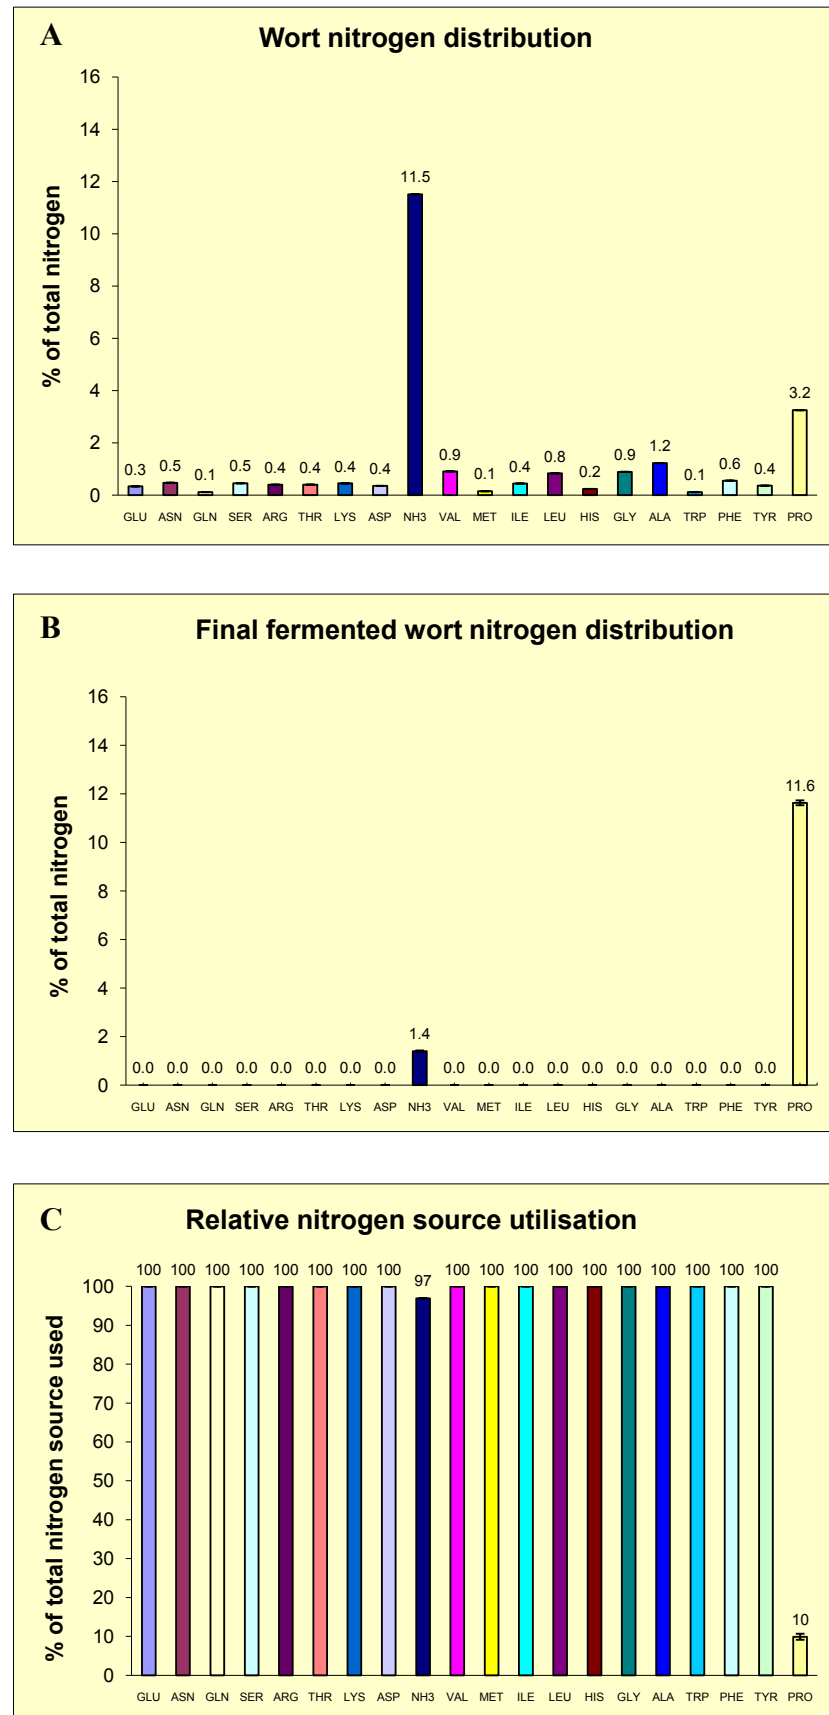 A
Wort nitrogen distribution
% of total nitrogen
16
14
12
10
8
6
4
2
0
0.3 0.5 0.1 0.5 0.4 0.4 0.4 0.4 11.5 0.9 0.1 0.4 0.8 0.2 0.9 1.2 0.1 0.6 0.4 3.2
GLU ASN GLN SER ARG THR LYS ASP NH3 VAL MET ILE LEU HIS GLY ALA TRP PHE TYR PRO
B
Final fermented wort nitrogen distribution
% of total nitrogen
16
14
12
10
8
6
4
2
0
0.0 0.0 0.0 0.0 0.0 0.0 0.0 0.0 1.4 0.0 0.0 0.0 0.0 0.0 0.0 0.0 0.0 0.0 0.0 11.6
GLU ASN GLN SER ARG THR LYS ASP NH3 VAL MET ILE LEU HIS GLY ALA TRP PHE TYR PRO
C
Relative nitrogen source utilisation
% of total nitrogen source used
100
90
80
70
60
50
40
30
20
10
0
100 100 100 100 100 100 100 100 97 100 100 100 100 100 100 100 100 100 100 10
GLU ASN GLN SER ARG THR LYS ASP NH3 VAL MET ILE LEU HIS GLY ALA TRP PHE TYR PRO